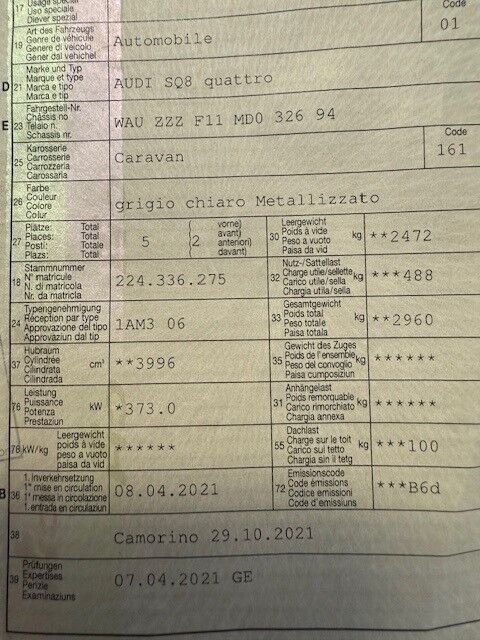 17 Usage spécial
Uso speciale
Diever spezial
Code
01
19 Art des Fahrzeugs
Genre de véhicule
Genere di veicolo
Gener dal vehichel
Automobile
D 21 Marke und Typ
Marque et type
Marca e tipo
Marca e tip
AUDI SQ8 quattro
E 23 Fahrgestell-Nr.
Châssis no
Telaio n.
Schassis nr.
WAU ZZZ F11 MD0 326 94
25 Karosserie
Carrosserie
Carrozzeria
Carossaria
Caravan
Code
161
26 Farbe
Couleur
Colore
Colur
grigio chiaro Metallizzato
27 Plätze: Total
Places: Total
Posti: Totale
Plazs: Total
5
(2
vorne)
avant)
anteriori)
davant)
30 Leergewicht
Poids à vide
Peso a vuoto
Paisa da vid
kg
**2472
18 Stammnummer
N° matricule
N. di matricola
Nr. da matricla
224.336.275
32 Nutz-/Sattellast
Charge utile/sellette
Carico utile/sella
Chargia utila/sella
kg
***488
24 Typengenehmigung
Réception par type
Approvazione del tipo
Approvaziun dal tip
1AM3 06
33 Gesamtgewicht
Poids total
Peso totale
Paisa totala
kg
**2960
37 Hubraum
Cylindrée
Cilindrata
Cilindrada
cm³
**3996
35 Gewicht des Zuges
Poids de l'ensemble
Peso del convoglio
Paisa cumposiziun
kg
******
76 Leistung
Puissance
Potenza
Prestaziun
kW
*373.0
31 Anhängelast
Poids remorquable
Carico rimorchiato
Chargia annexa
kg
******
78 kW/kg
Leergewicht
poids à vide
peso a vuoto
paisa da vid
******
55 Dachlast
Charge sur le toit
Carico sul tetto
Chargia sin il tetg
kg
***100
B 36 1. Inverkehrsetzung
1re mise en circulation
1a messa in circolazione
1. entrada en circulaziun
08.04.2021
72 Emissionscode
Code émissions
Codice emissioni
Code d'emissiuns
***B6d
38
Camorino 29.10.2021
39 Prüfungen
Expertises
Perizie
Examinaziuns
07.04.2021 GE